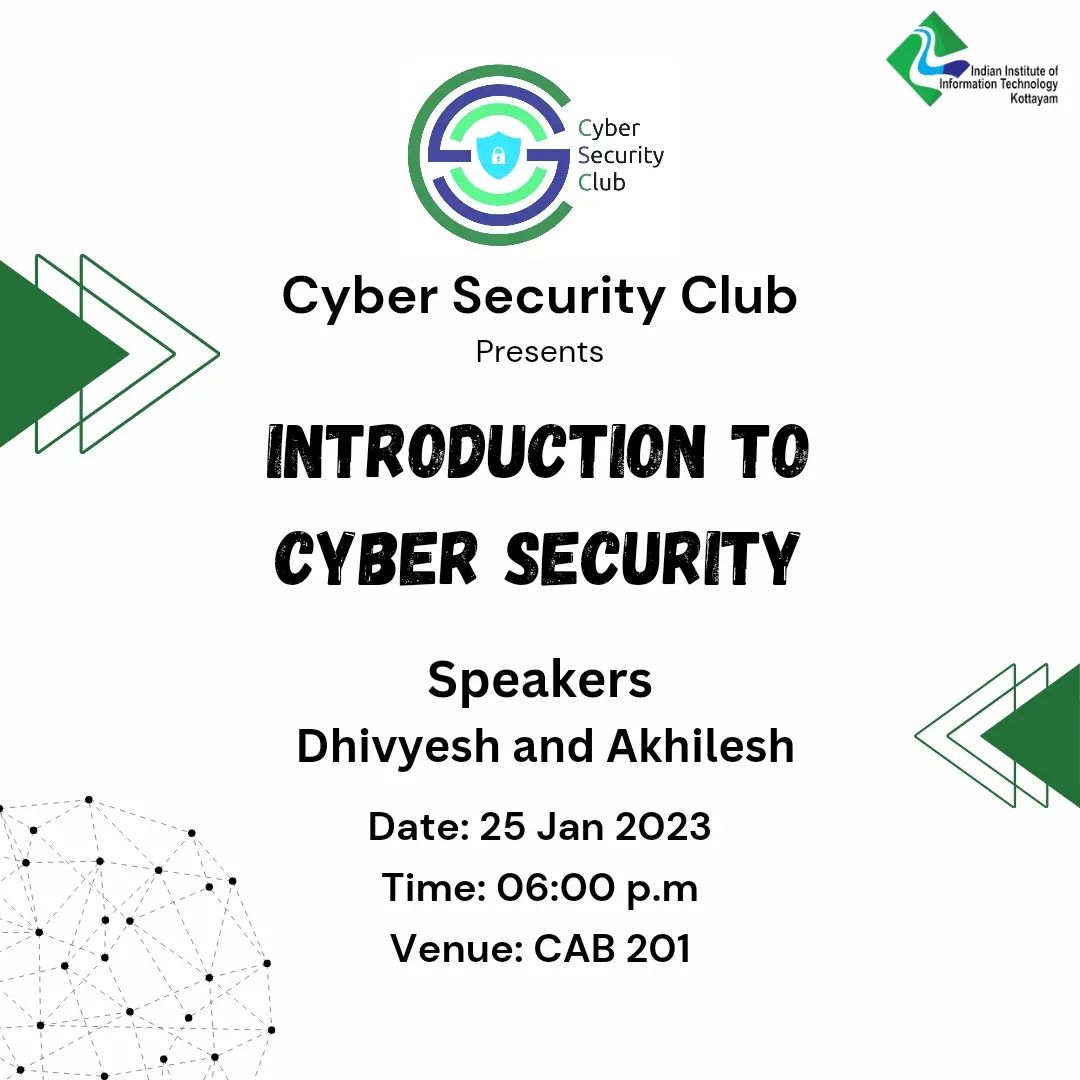 Indian Institute of
Information Technology
Kottayam
Cyber
Security
Club
Cyber Security Club
Presents
INTRODUCTION TO
CYBER SECURITY
Speakers
Dhivyesh and Akhilesh
Date: 25 Jan 2023
Time: 06:00 p.m
Venue: CAB 201